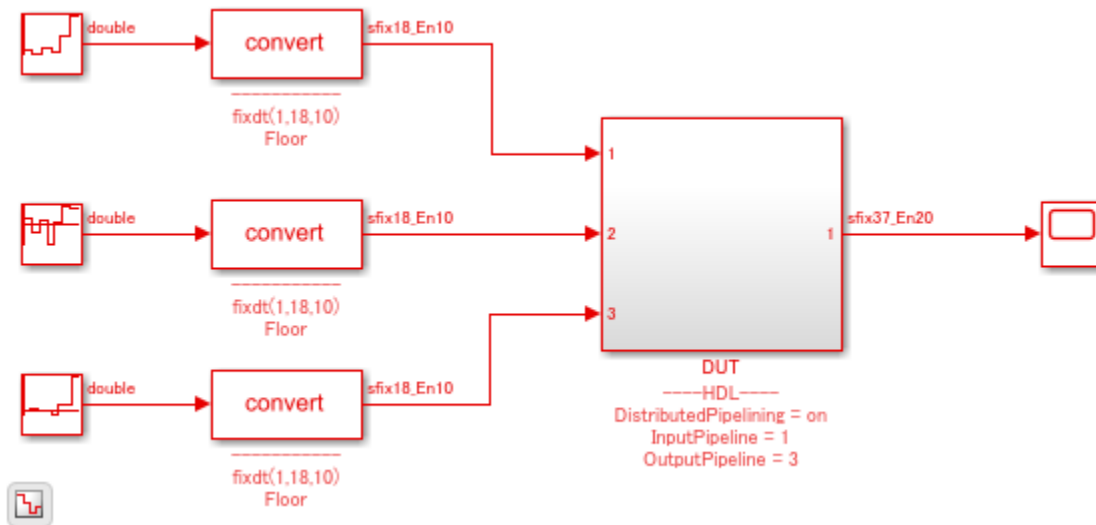 double
convert
sfix18_En10
-----------
fixdt(1,18,10)
Floor
double
convert
sfix18_En10
-----------
fixdt(1,18,10)
Floor
double
convert
sfix18_En10
-----------
fixdt(1,18,10)
Floor
1
2
3
1
sfix37_En20
DUT
----HDL----
DistributedPipelining = on
InputPipeline = 1
OutputPipeline = 3